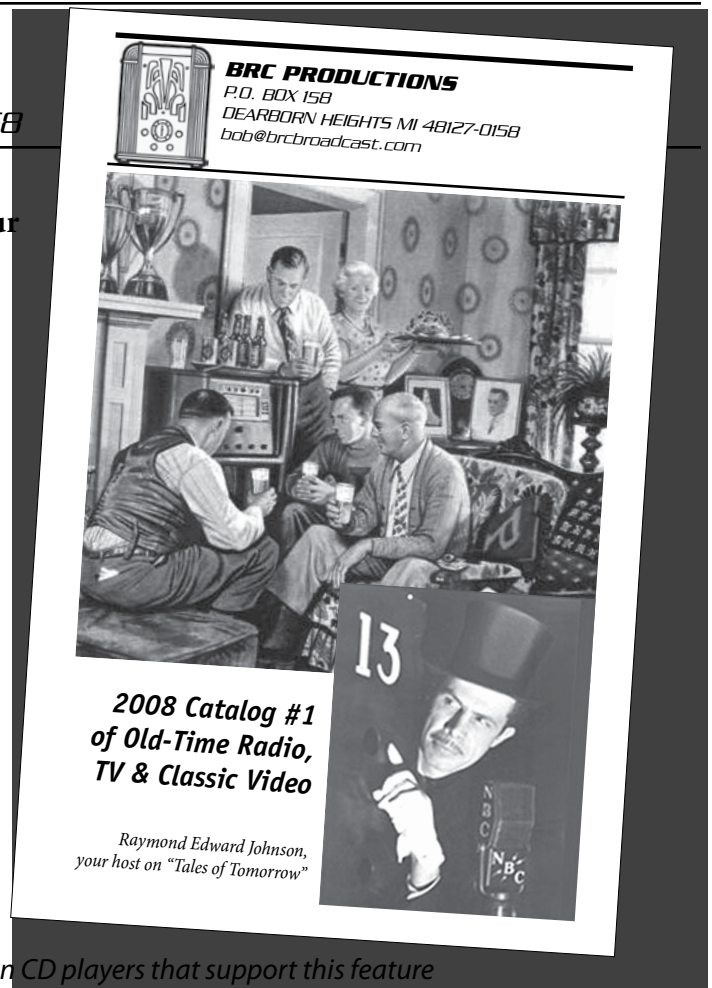 BRC PRODUCTIONS
P.O. BOX 158
DEARBORN HEIGHTS MI 48127-0158
bob@brcbroadcast.com
13
2008 Catalog #1
of Old-Time Radio,
TV & Classic Video
Raymond Edward Johnson,
your host on “Tales of Tomorrow”
NBC
NBC
CD players that support this feature